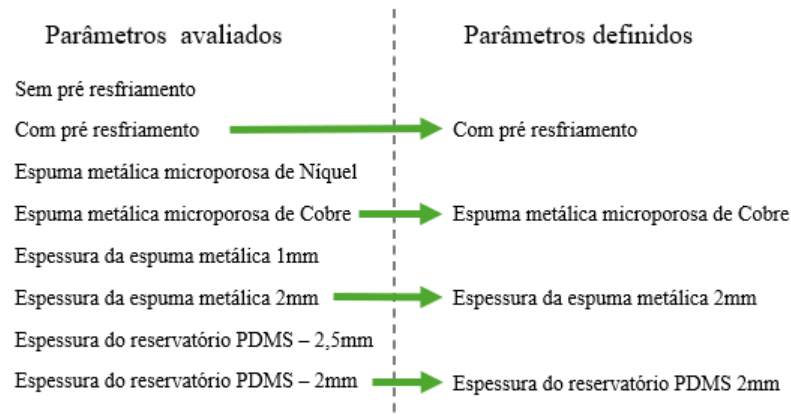 Parâmetros avaliados
Parâmetros definidos
Sem pré resfriamento
Com pré resfriamento
Com pré resfriamento
Espuma metálica microporosa de Níquel
Espuma metálica microporosa de Cobre
Espuma metálica microporosa de Cobre
Espessura da espuma metálica 1mm
Espessura da espuma metálica 2mm
Espessura da espuma metálica 2mm
Espessura do reservatório PDMS – 2,5mm
Espessura do reservatório PDMS – 2mm
Espessura do reservatório PDMS 2mm